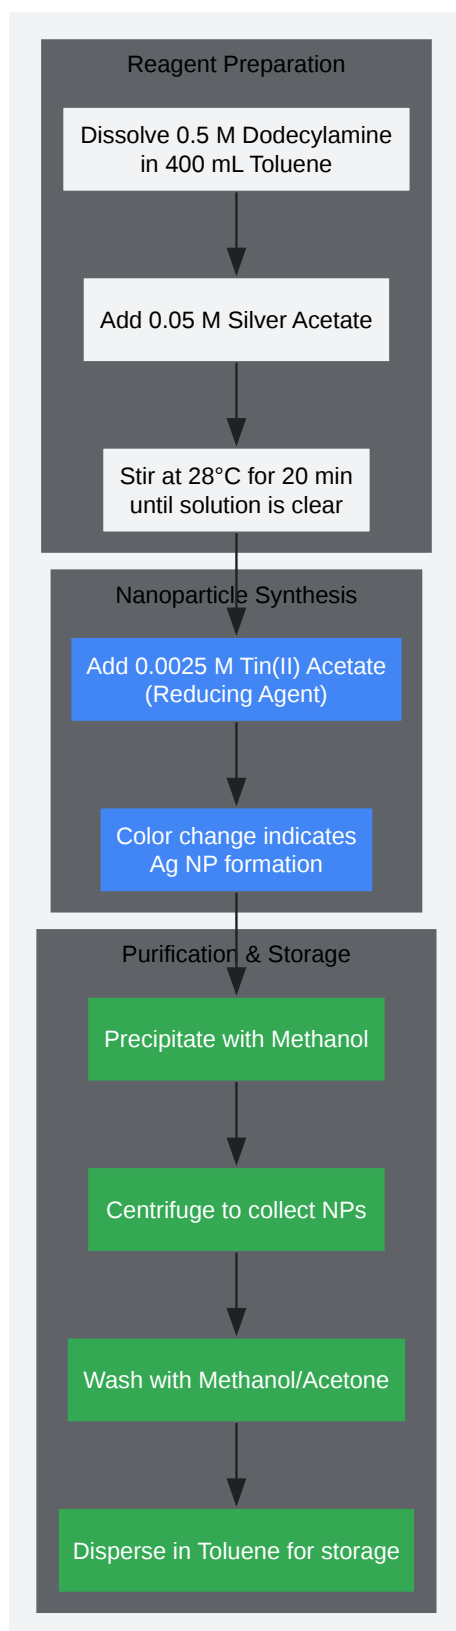 Reagent Preparation
Dissolve 0.5 M Dodecylamine
in 400 mL Toluene
Add 0.05 M Silver Acetate
Stir at 28°C for 20 min
until solution is clear
Nanoparticle Synthesis
Add 0.0025 M Tin(II) Acetate
(Reducing Agent)
Color change indicates
Ag NP formation
Purification & Storage
Precipitate with Methanol
Centrifuge to collect NPs
Wash with Methanol/Acetone
Disperse in Toluene for storage